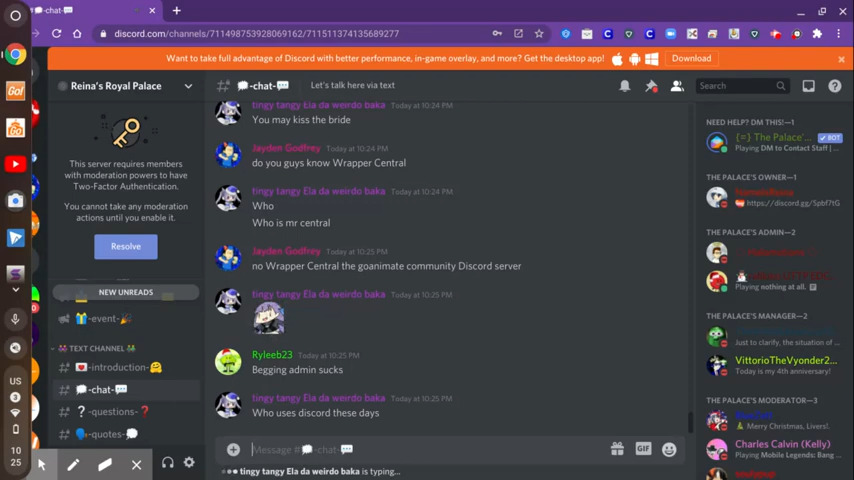 -chat-
discord.com/channels/711498753928069162/711511374135689277
Want to take full advantage of Discord with better performance, in-game overlay, and more? Get the desktop app!
Download
Reina's Royal Palace
-chat-
Let's talk here via text
Search
This server requires members
with moderation powers to have
Two-Factor Authentication.
You cannot take any moderation
actions until you enable it.
Resolve
NEW UNREADS
-event-
TEXT CHANNEL
-introduction-
-chat-
-questions-
-quotes-
tingy tangy Ela da weirdo baka Today at 10:24 PM
You may kiss the bride
Jayden Godfrey Today at 10:24 PM
do you guys know Wrapper Central
tingy tangy Ela da weirdo baka Today at 10:24 PM
Who
Who is mr central
Jayden Godfrey Today at 10:25 PM
no Wrapper Central the goanimate community Discord server
tingy tangy Ela da weirdo baka Today at 10:25 PM
Ryleeb23 Today at 10:25 PM
Begging admin sucks
tingy tangy Ela da weirdo baka Today at 10:25 PM
Who uses discord these days
Message # -chat-
GIF
tingy tangy Ela da weirdo baka is typing...
NEED HELP? DM THIS!—1
{=} The Palace'...
BOT
Playing DM to Contact Staff | ...
THE PALACE'S OWNER—1
https://discord.gg/5pbf7tG
THE PALACE'S ADMIN—2
Playing nothing at all.
THE PALACE'S MANAGER—2
Just to clarify, the situation of ...
VittorioTheVyonder2...
Today is my 4th anniversary!
THE PALACE'S MODERATOR—3
Merry Christmas, Livers!.
Charles Calvin (Kelly)
Playing Mobile Legends: Bang ...
Go!
GO
US
3
10
25